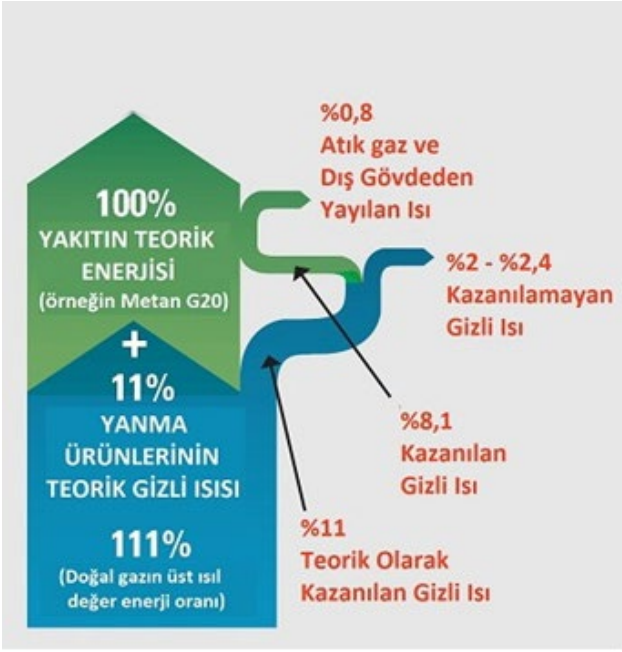 100%
YAKITIN TEORİK
ENERJİSİ
(örneğin Metan G20)
+
11%
YANMA
ÜRÜNLERİNİN
TEORİK GİZLİ ISISI
111%
(Doğal gazın üst ısıl
değer enerji oranı)
%0,8
Atık gaz ve
Dış Gövdeden
Yayılan Isı
%2 - %2,4
Kazanılamayan
Gizli Isı
%8,1
Kazanılan
Gizli Isı
%11
Teorik Olarak
Kazanılan Gizli Isı